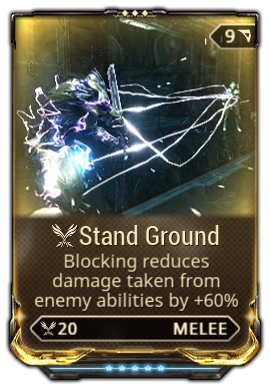 9
Stand Ground
Blocking reduces
damage taken from
enemy abilities by +60%
20 MELEE